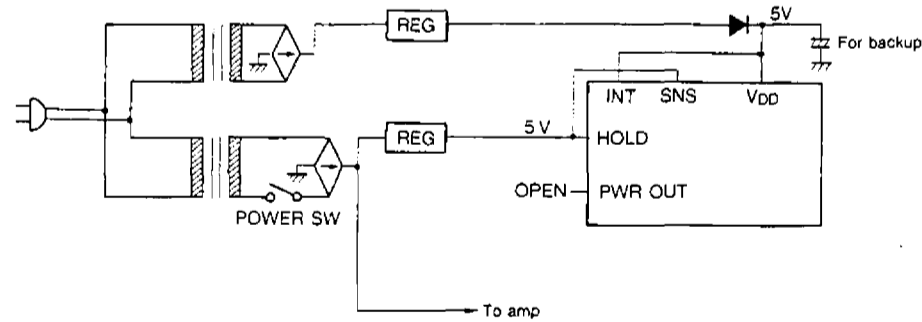 REG
5V
For backup
INT SNS VDD
REG
5 V
HOLD
OPEN
PWR OUT
POWER SW
To amp